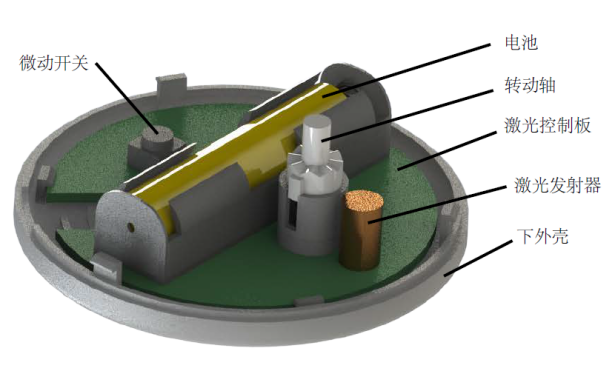 电池
微动开关
转动轴
激光控制板
激光发射器
下外壳